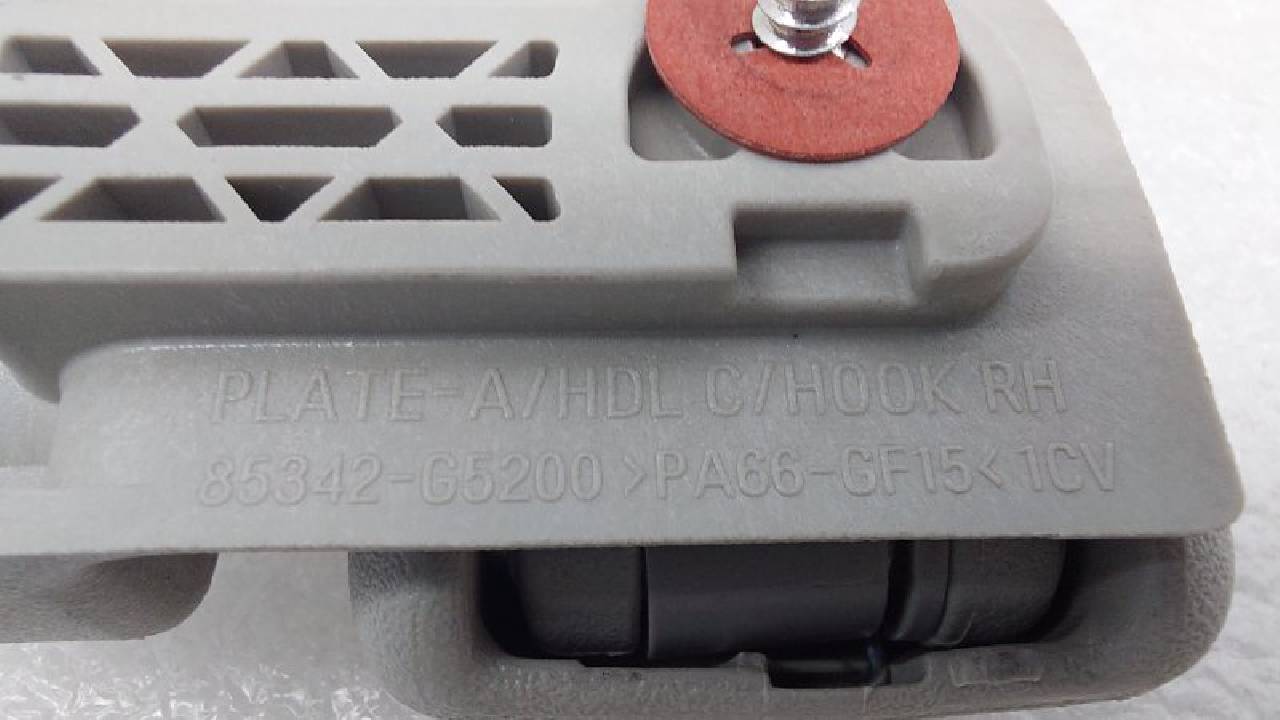 PLATE-A/HDL C/HOOK RH
85342-G5200 >PA66-GF15< 1CV